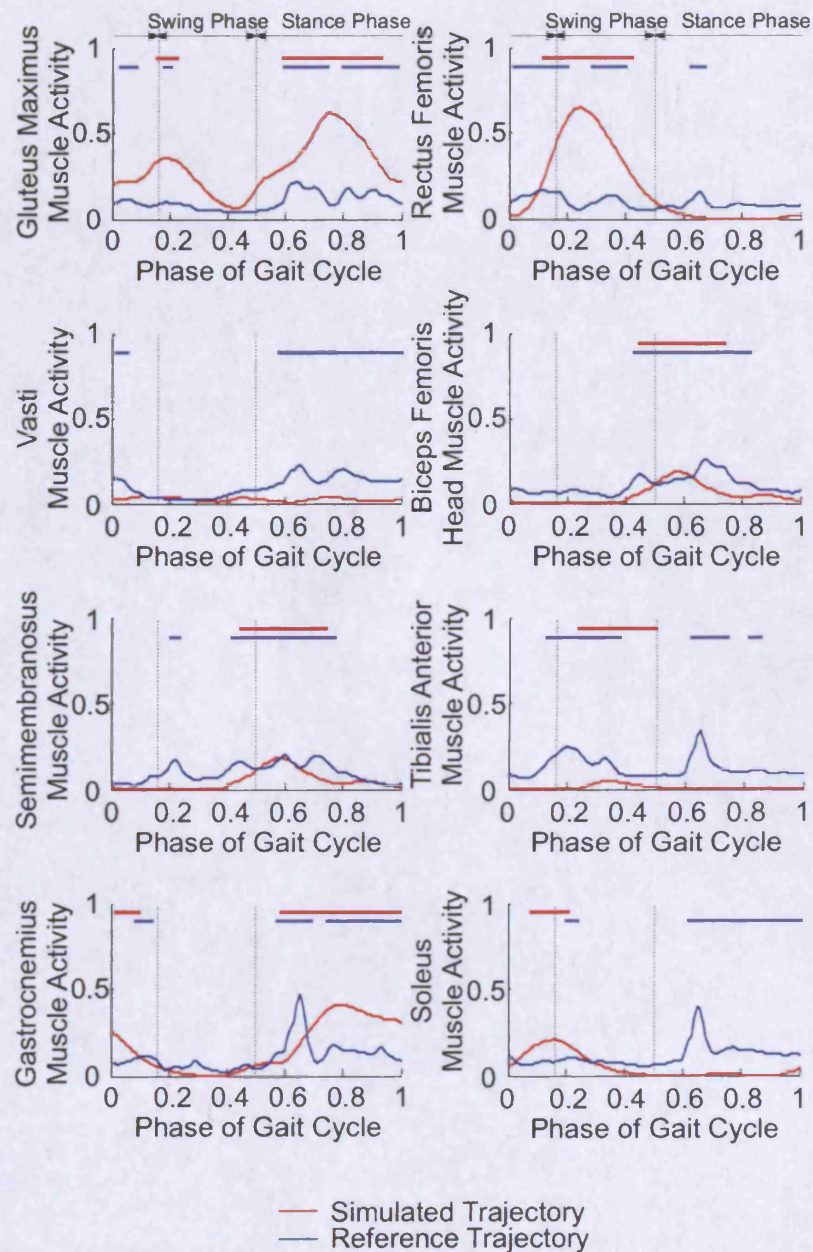 Swing Phase Stance Phase
Swing Phase Stance Phase
Gluteus Maximus
Muscle Activity
1
0.5
0
0 0.2 0.4 0.6 0.8 1
Phase of Gait Cycle
Rectus Femoris
Muscle Activity
1
0.5
0
0 0.2 0.4 0.6 0.8 1
Phase of Gait Cycle
Vasti
Muscle Activity
1
0.5
0
0 0.2 0.4 0.6 0.8 1
Phase of Gait Cycle
Biceps Femoris
Head Muscle Activity
1
0.5
0
0 0.2 0.4 0.6 0.8 1
Phase of Gait Cycle
Semimembranosus
Muscle Activity
1
0.5
0
0 0.2 0.4 0.6 0.8 1
Phase of Gait Cycle
Tibialis Anterior
Muscle Activity
1
0.5
0
0 0.2 0.4 0.6 0.8 1
Phase of Gait Cycle
Gastrocnemius
Muscle Activity
1
0.5
0
0 0.2 0.4 0.6 0.8 1
Phase of Gait Cycle
Soleus
Muscle Activity
1
0.5
0
0 0.2 0.4 0.6 0.8 1
Phase of Gait Cycle
Simulated Trajectory
Reference Trajectory